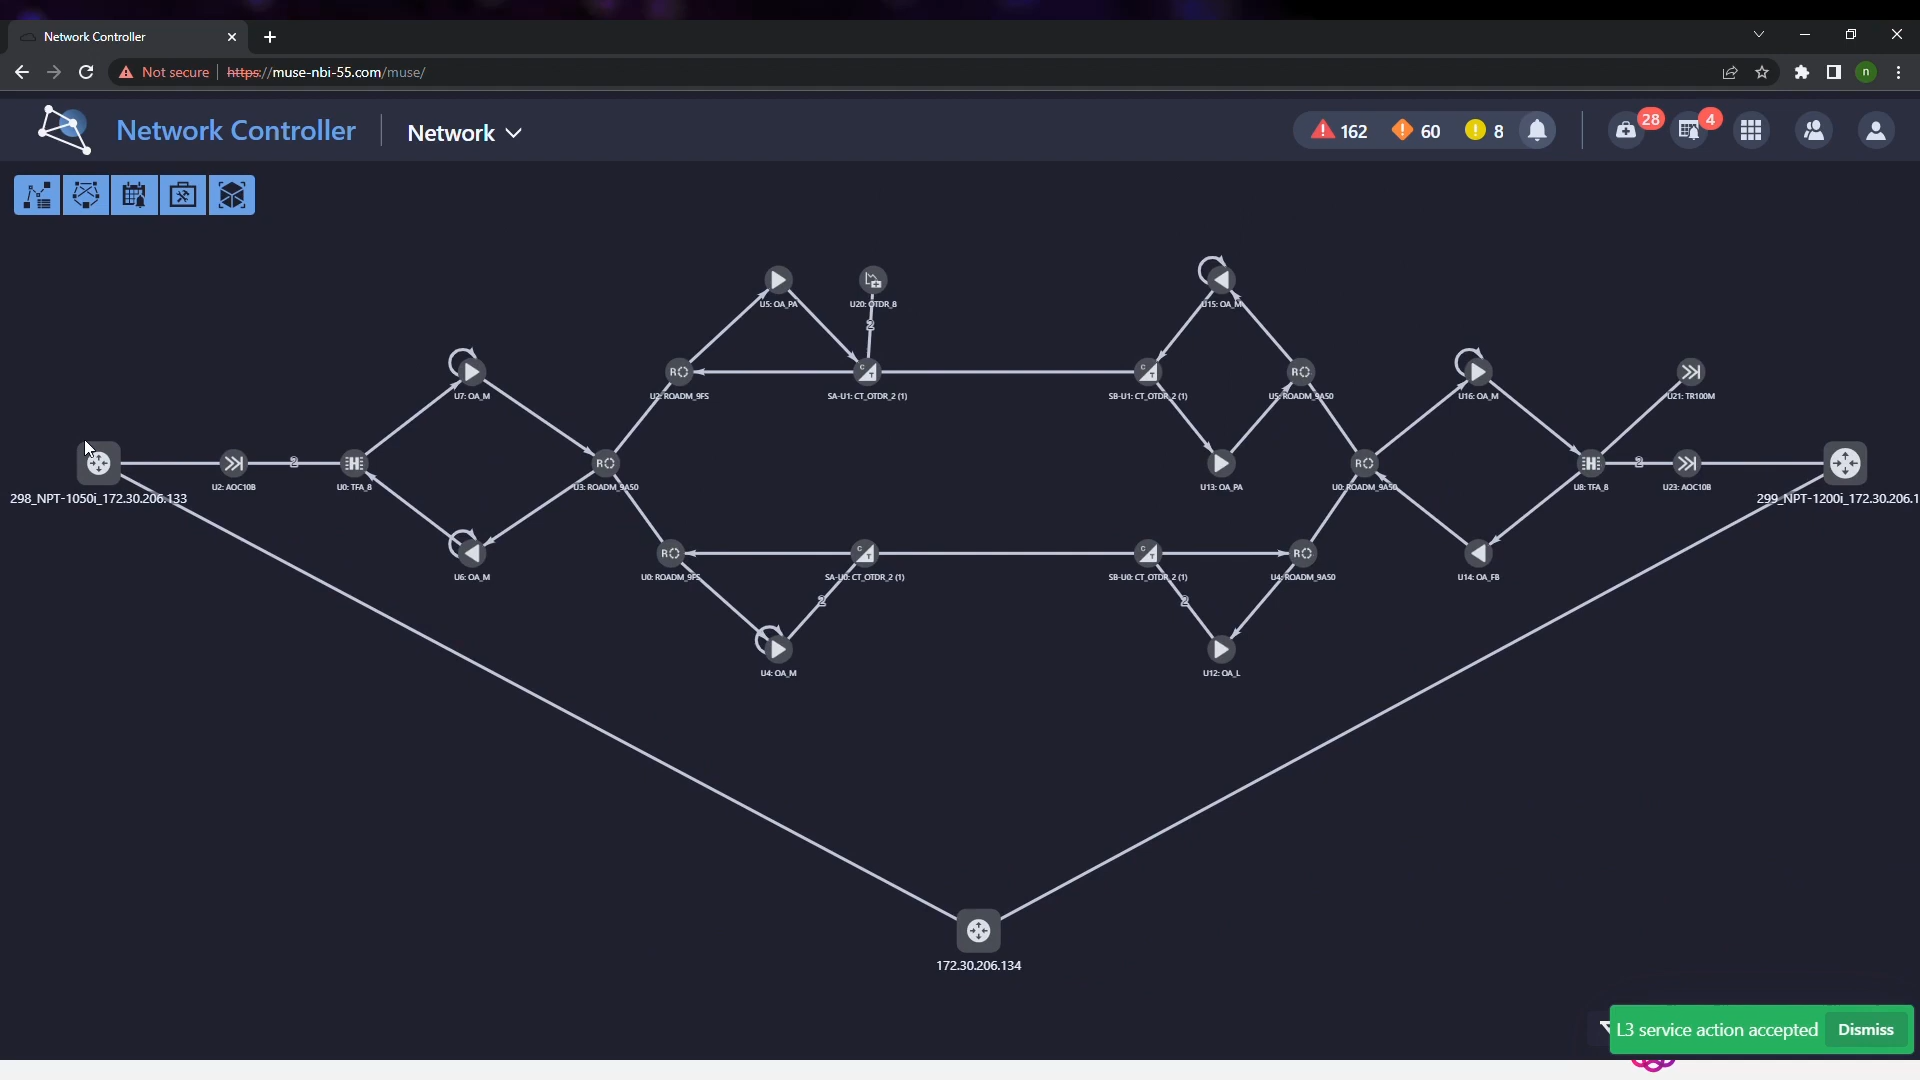 Network Controller
Not secure https://muse-nbi-55.com/muse/
n
Network Controller Network 162 60 8 28 4
U5: OA_PA U20: OTDR_8 U15: OA_M
2
U7: OA_M U2: ROADM_9FS SA-U1: CT_OTDR_2 (1) SB-U1: CT_OTDR_2 (1) U5: ROADM_9A50 U16: OA_M U21: TR100M
298_NPT-1050i_172.30.206.133 U2: AOC10B 2 U0: TFA_8 U3: ROADM_9A50 U13: OA_PA U0: ROADM_9A50 U8: TFA_8 2 U23: AOC10B 299_NPT-1200i_172.30.206.1
U6: OA_M U0: ROADM_9FS SA-U0: CT_OTDR_2 (1) SB-U0: CT_OTDR_2 (1) U4: ROADM_9A50 U14: OA_FB
2 2
U4: OA_M U12: OA_L
172.30.206.134
L3 service action accepted Dismiss